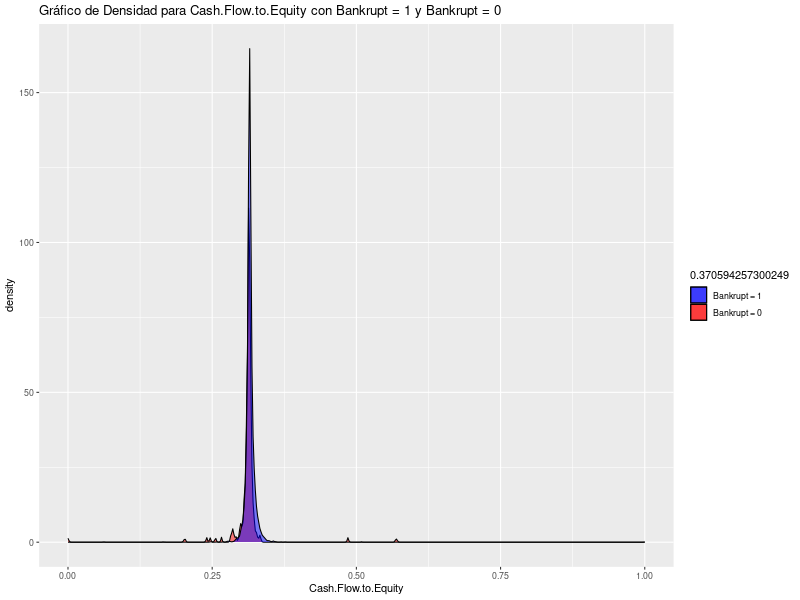 Gráfico de Densidad para Cash.Flow.to.Equity con Bankrupt = 1 y Bankrupt = 0
150
100
50
0
density
0.00
0.25
0.50
0.75
1.00
Cash.Flow.to.Equity
0.370594257300249
Bankrupt = 1
Bankrupt = 0